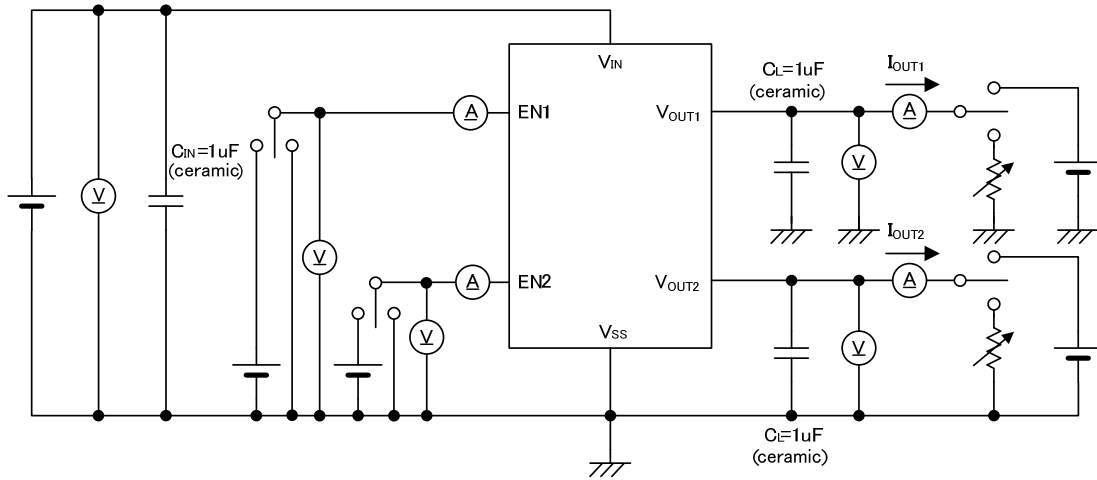 VIN
CL=1uF
(ceramic)
IOUT1
A
EN1
VOUT1
A
CIN=1uF
(ceramic)
V
V
V
IOUT2
A
EN2
VOUT2
A
V
VSS
V
CL=1uF
(ceramic)